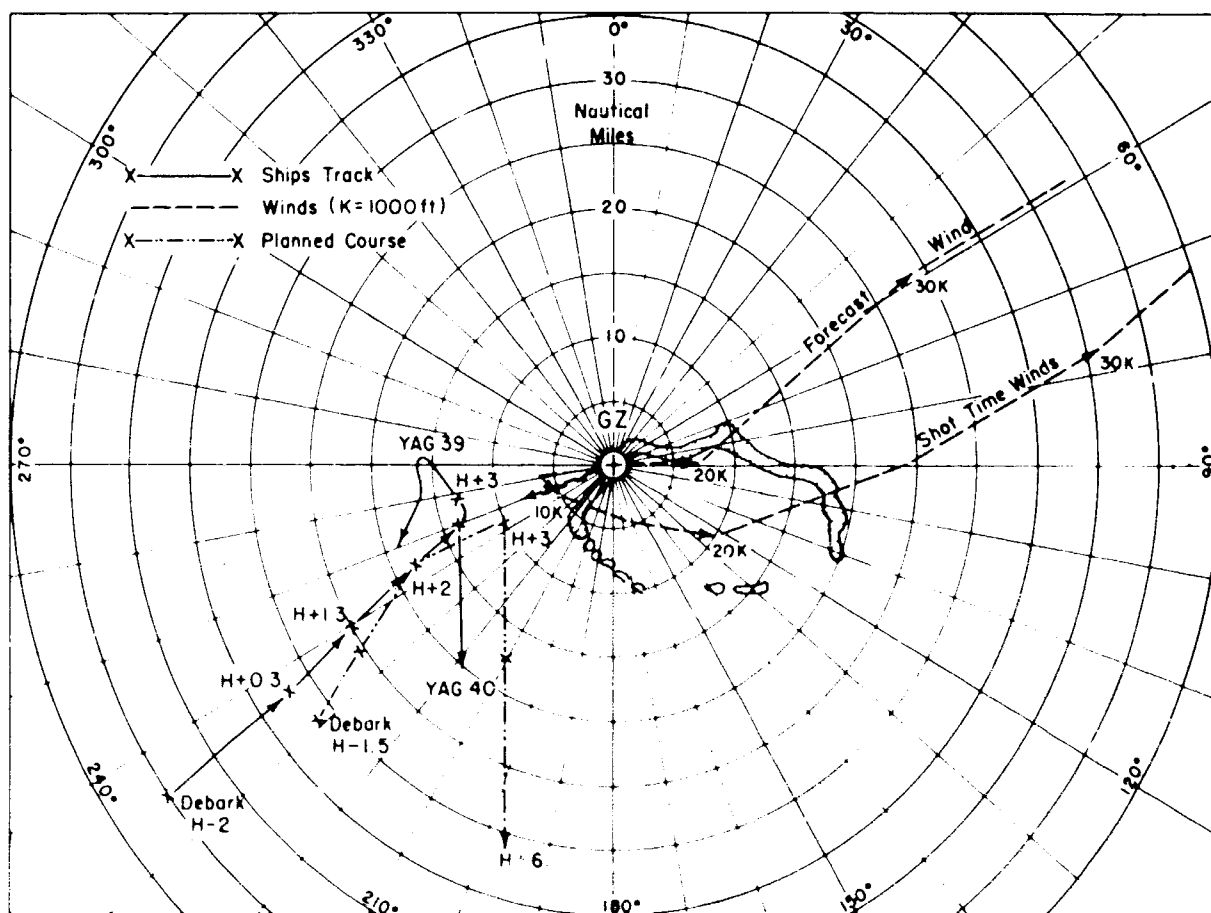 330°
0°
30°
30
Nautical
Miles
300°
60°
X X Ships Track
Winds (K=1000ft)
X X Planned Course
20
Wind
30K
Forecast
10
30K
Shot Time Winds
GZ
YAG 39
270°
90°
H+3
20K
10K
H+3
20K
H+2
H+1 3
H+0 3
YAG 40
Debark
H-1.5
240°
120°
Debark
H-2
H 6
210°
180°
150°